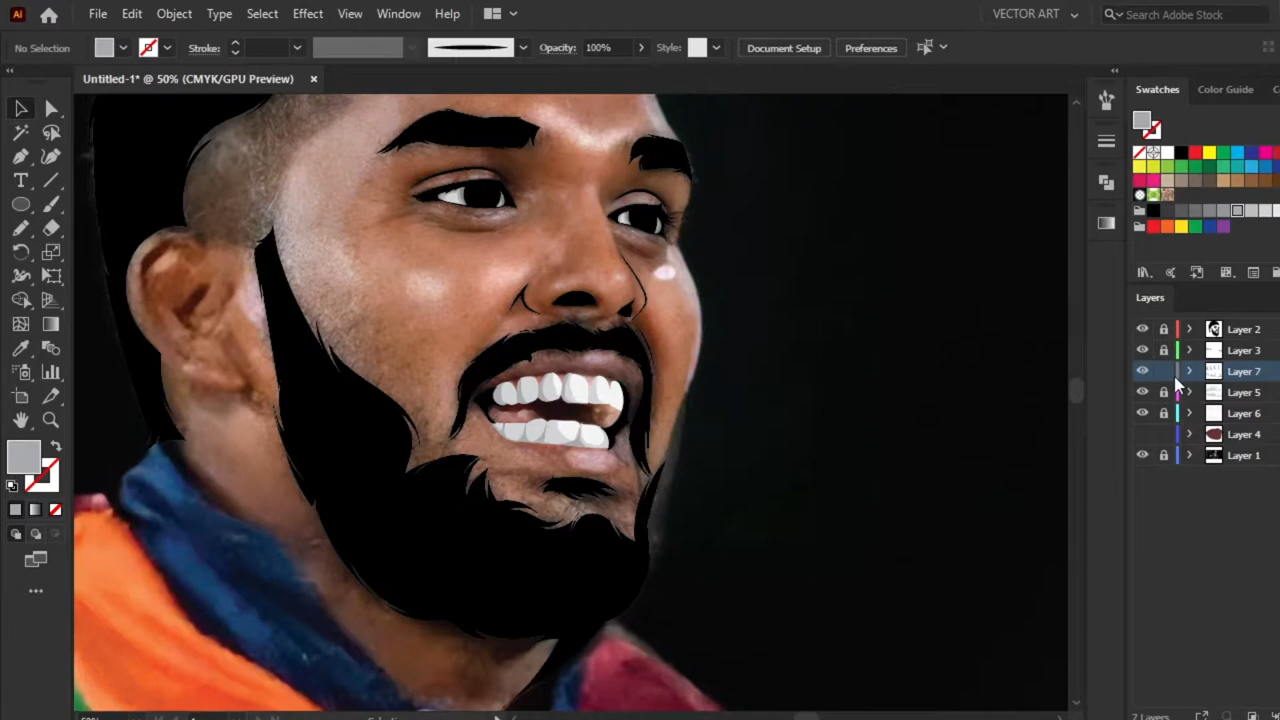 Ai File Edit Object Type Select Effect View Window Help VECTOR ART Search Adobe Stock
No Selection Stroke: Opacity: 100% Style: Document Setup Preferences
Untitled-1* @ 50% (CMYK/GPU Preview) ×
Swatches Color Guide
Layers
Layer 2
Layer 3
Layer 7
Layer 5
Layer 6
Layer 4
Layer 1